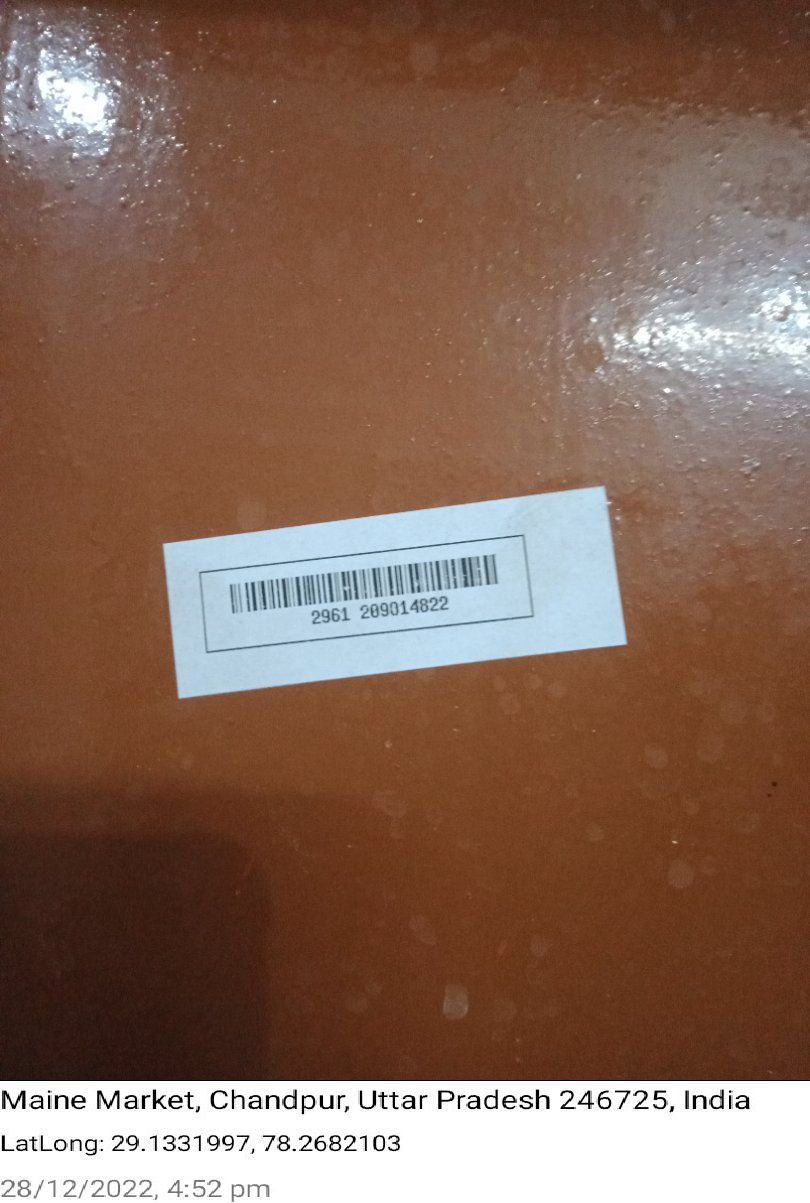 2961 209014822
Maine Market, Chandpur, Uttar Pradesh 246725, India
LatLong: 29.1331997, 78.2682103
28/12/2022, 4:52 pm